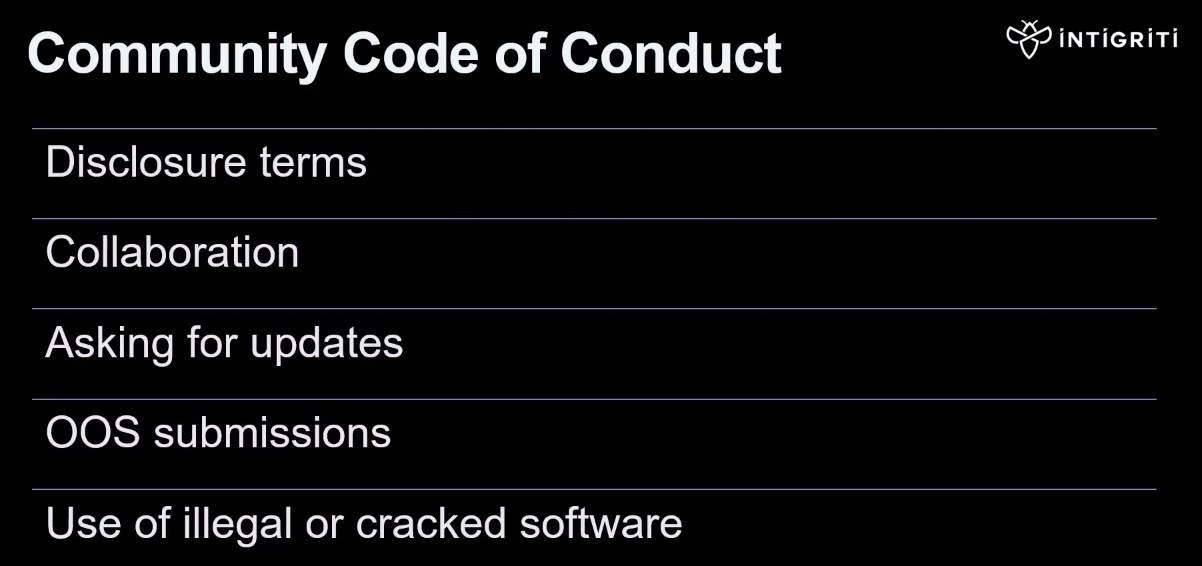 Community Code of Conduct
INTIGRITI
Disclosure terms
Collaboration
Asking for updates
OOS submissions
Use of illegal or cracked software